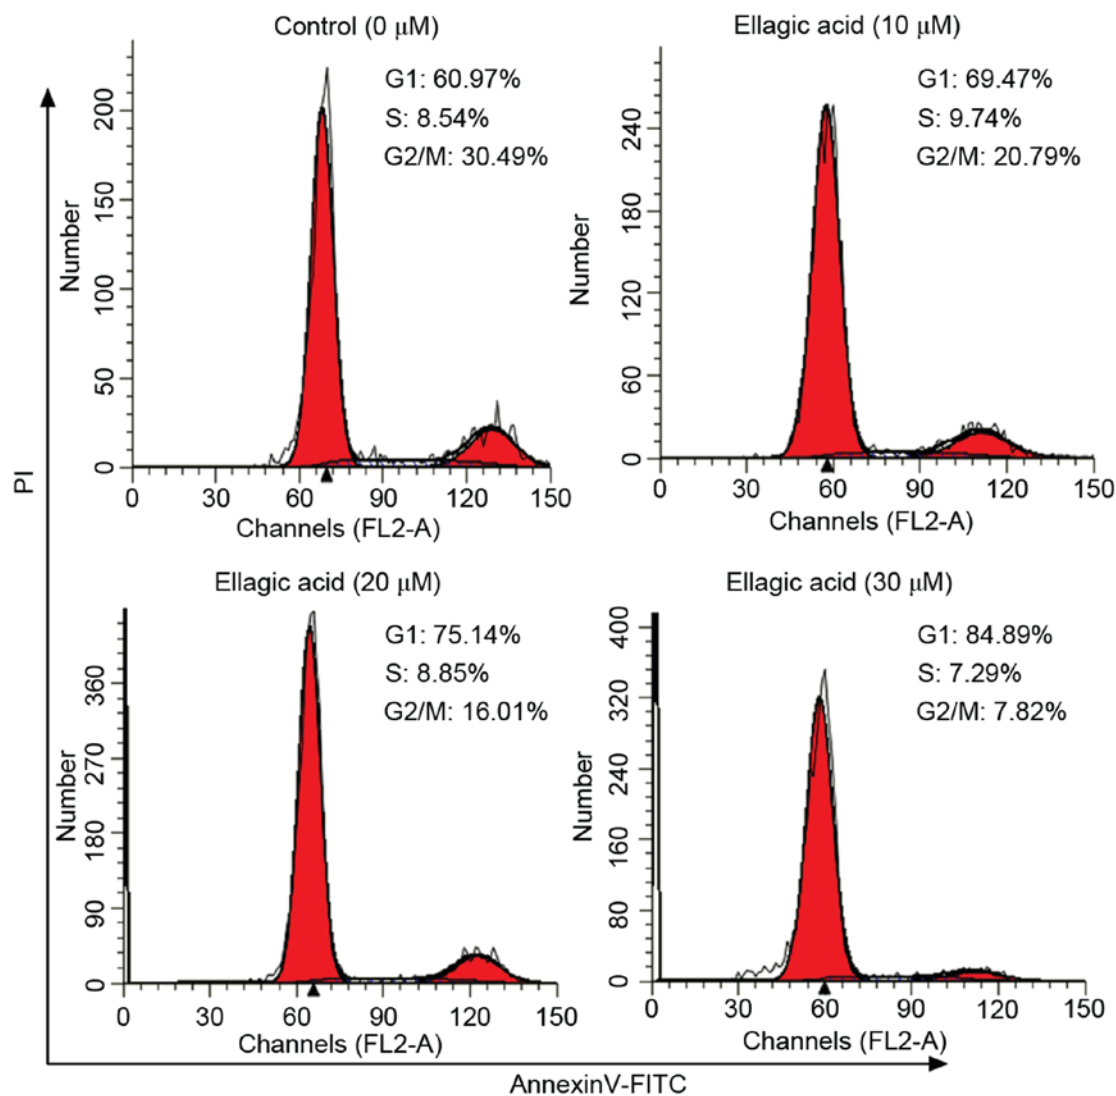 Control (0 μM)
G1: 60.97%
S: 8.54%
G2/M: 30.49%
Number
0
50
100
150
200
0 30 60 90 120 150
Channels (FL2-A)
Ellagic acid (10 μM)
G1: 69.47%
S: 9.74%
G2/M: 20.79%
Number
0
60
120
180
240
0 30 60 90 120 150
Channels (FL2-A)
Ellagic acid (20 μM)
G1: 75.14%
S: 8.85%
G2/M: 16.01%
Number
0
90
180
270
360
0 30 60 90 120 150
Channels (FL2-A)
Ellagic acid (30 μM)
G1: 84.89%
S: 7.29%
G2/M: 7.82%
Number
0
80
160
240
320
400
0 30 60 90 120 150
Channels (FL2-A)
PI
AnnexinV-FITC